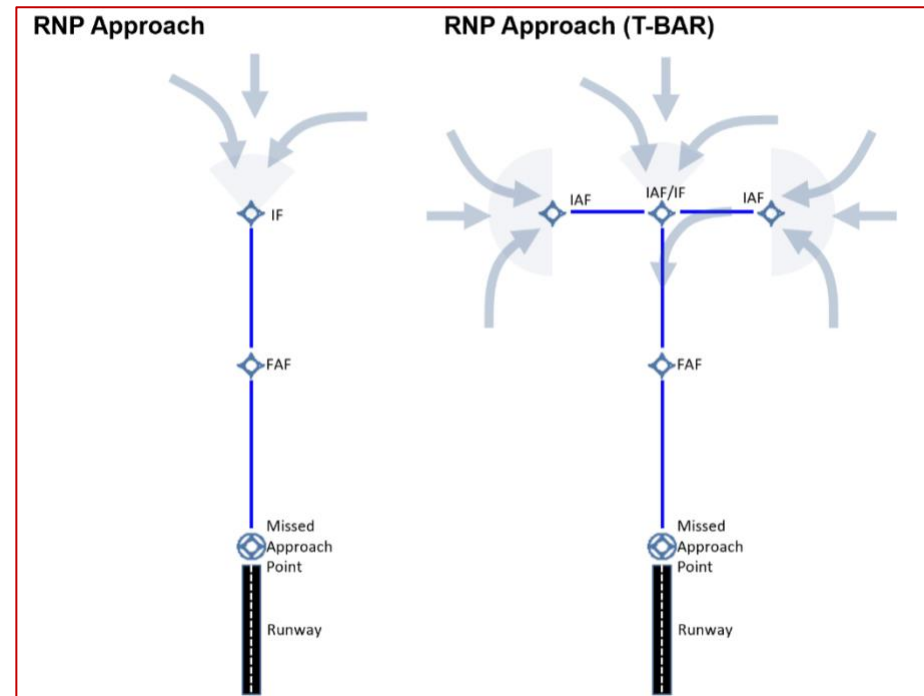 RNP Approach
IF
FAF
Missed
Approach
Point
Runway
RNP Approach (T-BAR)
IAF
IAF/IF
IAF
FAF
Missed
Approach
Point
Runway